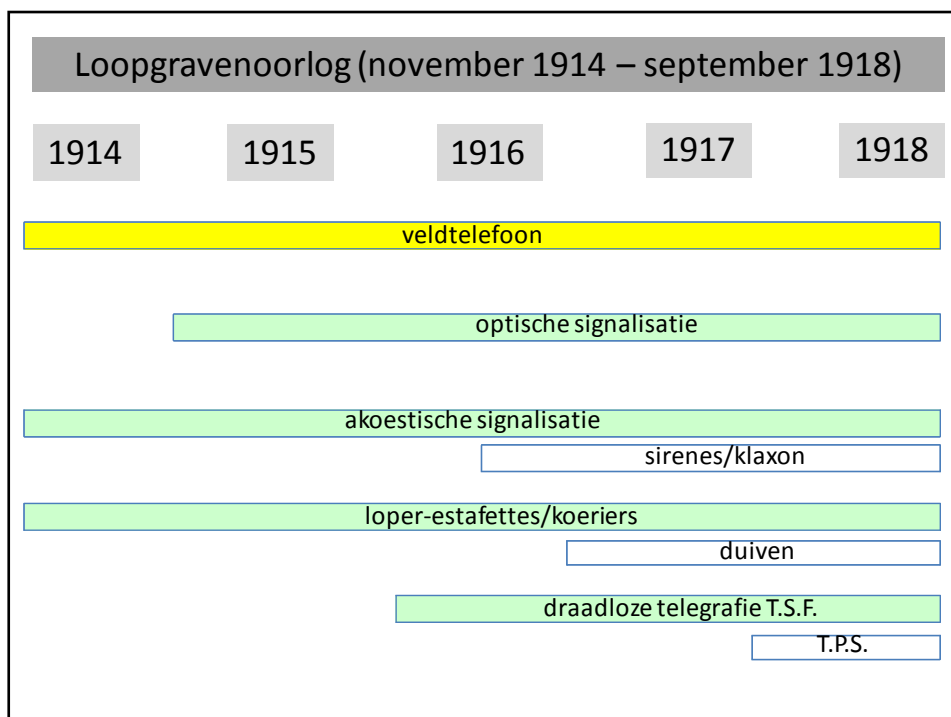 Loopgravenoorlog (november 1914 – september 1918)
1914 1915 1916 1917 1918
veldtelefoon
optische signalisatie
akoestische signalisatie
sirenes/klaxon
loper-estafettes/koeriers
duiven
draadloze telegrafie T.S.F.
T.P.S.